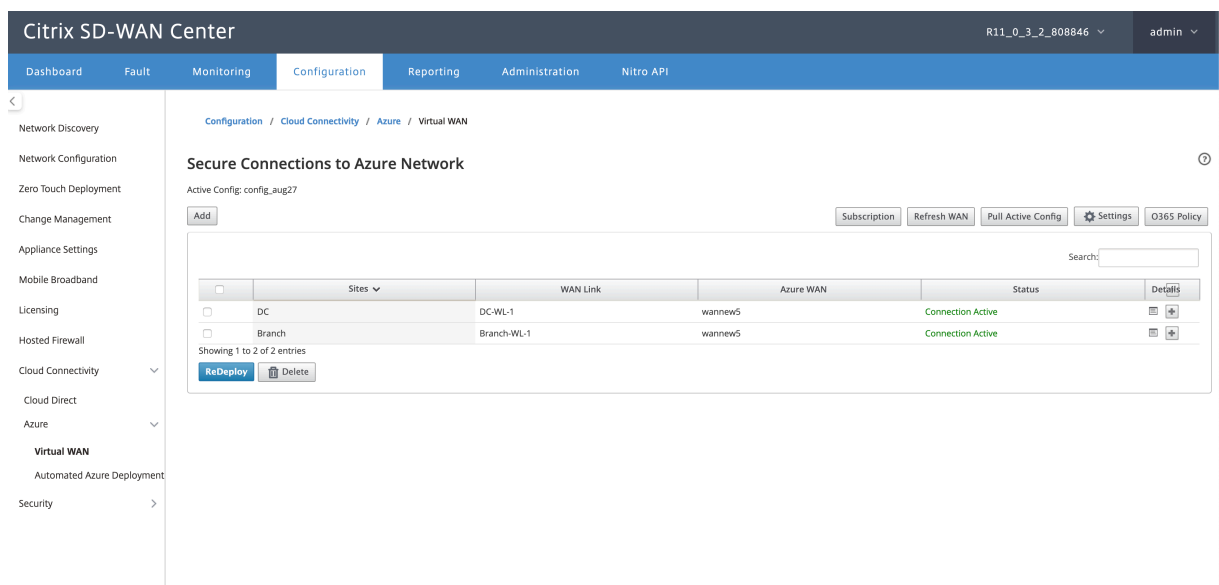 Citrix SD-WAN Center
R11_0_3_2_808846
admin
Dashboard Fault Monitoring Configuration Reporting Administration Nitro API
Network Discovery
Network Configuration
Zero Touch Deployment
Change Management
Appliance Settings
Mobile Broadband
Licensing
Hosted Firewall
Cloud Connectivity
Cloud Direct
Azure
Virtual WAN
Automated Azure Deployment
Security
Configuration / Cloud Connectivity / Azure / Virtual WAN
Secure Connections to Azure Network
Active Config: config_aug27
Add
Subscription Refresh WAN Pull Active Config Settings O365 Policy
Search:
Sites WAN Link Azure WAN Status Details
DC DC-WL-1 wannew5 Connection Active
Branch Branch-WL-1 wannew5 Connection Active
Showing 1 to 2 of 2 entries
ReDeploy Delete